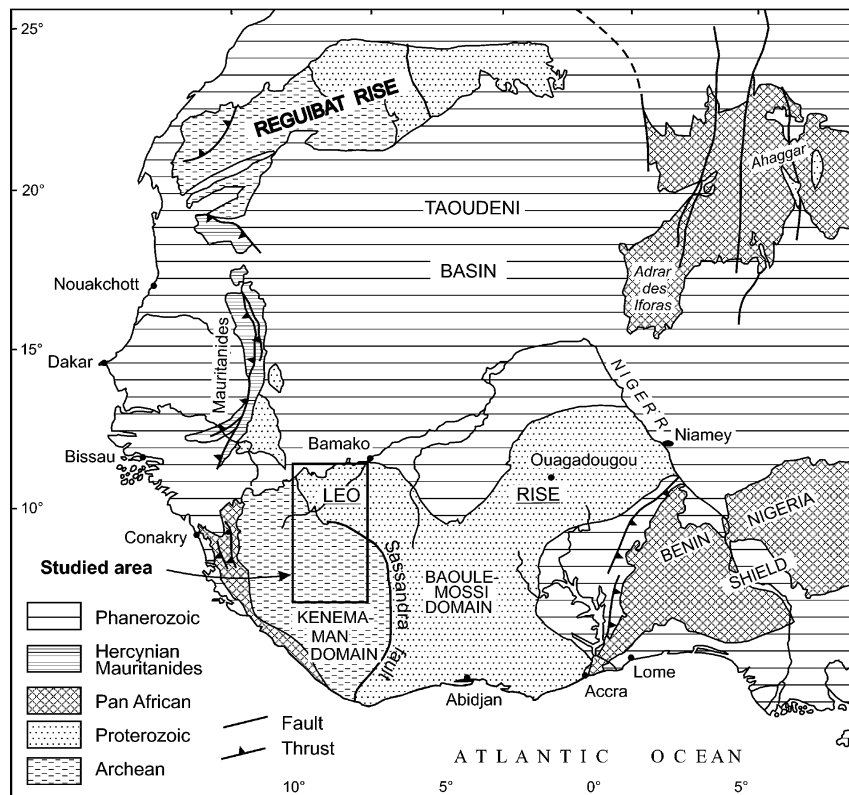 25°
20°
15°
10°
REGUIBAT RISE
Ahaggar
TAOUDENI
BASIN
Adrar
des
Iforas
Nouakchott
Dakar
Mauritanides
NIGER'RI
Niamey
Bissau
Bamako
Ouagadougou
LEO
RISE
NIGERIA
BENIN
SHIELD
Conakry
Sassandra
fault
BAOULE-
MOSSI
DOMAIN
Studied area
KENEMA-
MAN
DOMAIN
Lome
Accra
Abidjan
Phanerozoic
Hercynian
Mauritanides
Pan African
Proterozoic
Archean
Fault
Thrust
ATLANTIC OCEAN
10°
5°
0°
5°